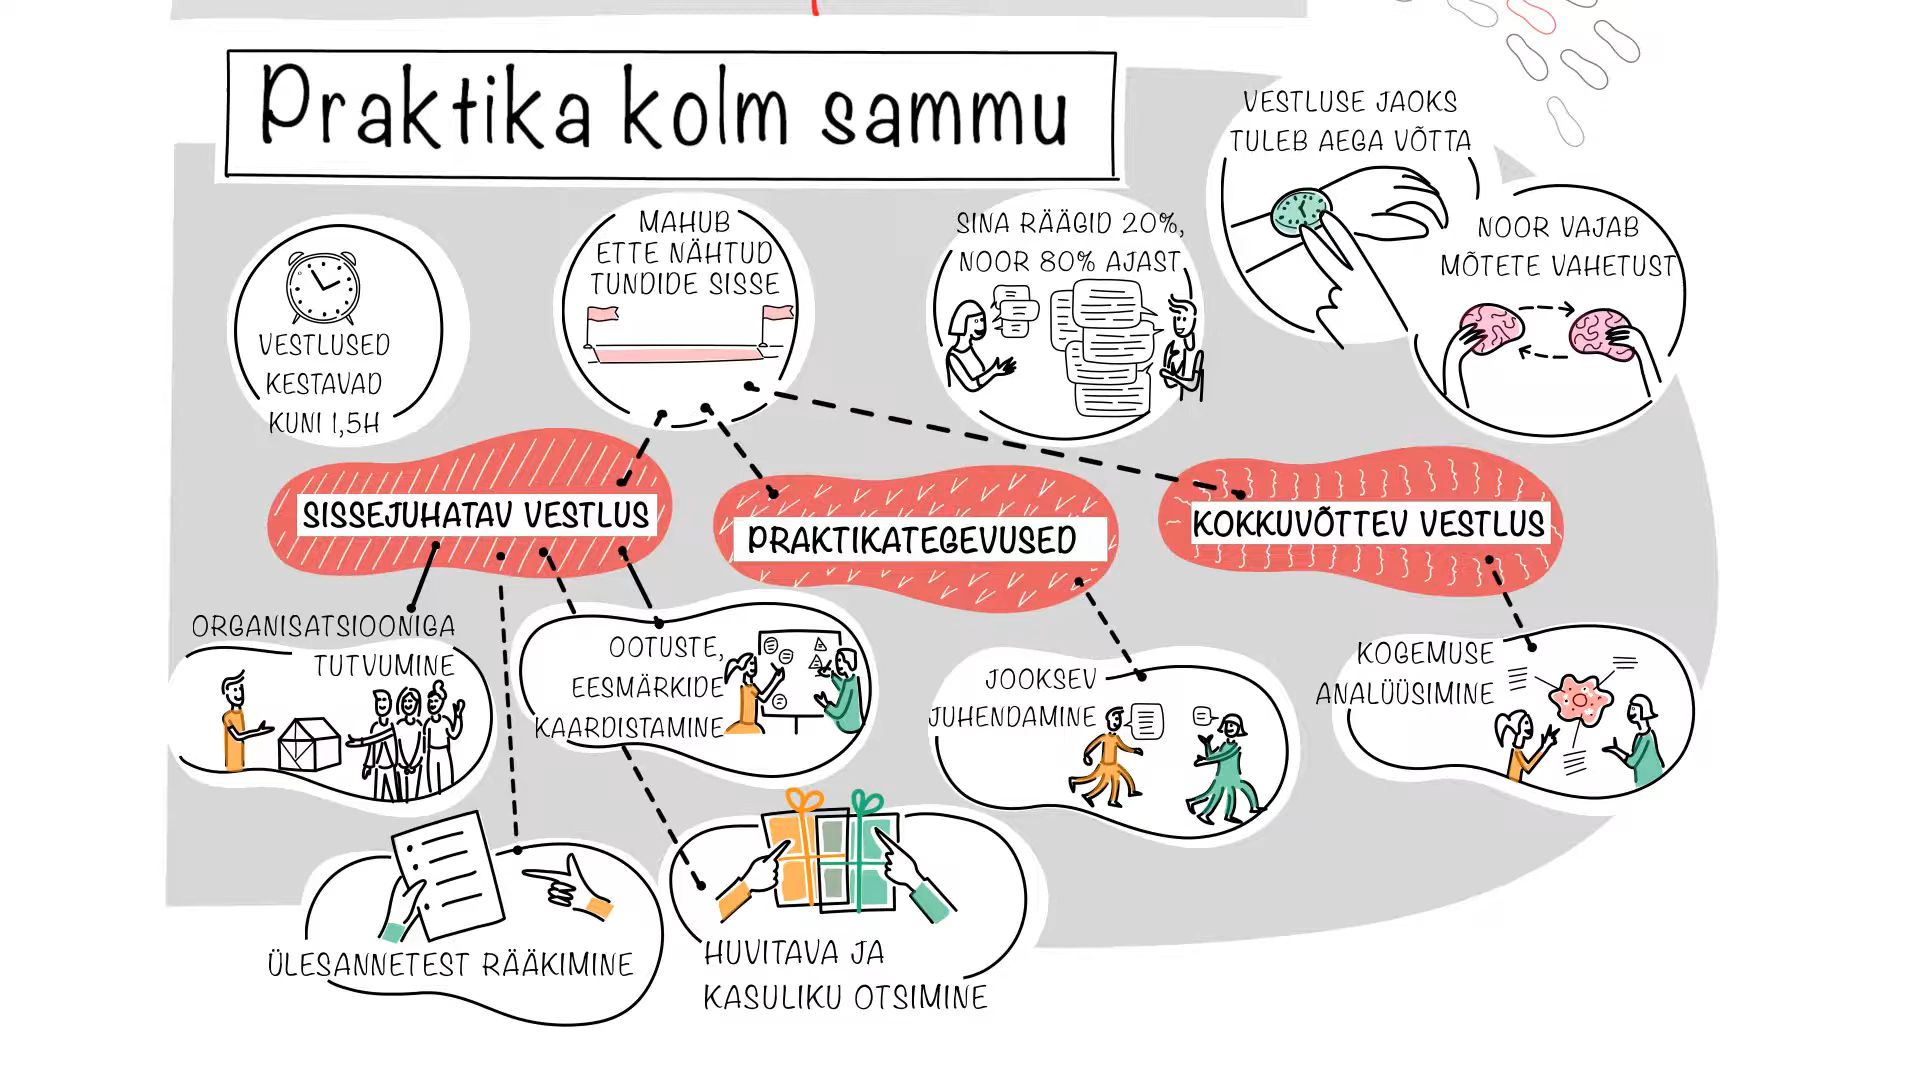 Praktika kolm sammu
VESTLUSE JAOKS
TULEB AEGA VÕTTA
NOOR VAJAB
MÕTETE VAHETUST
SINA RÄÄGID 20%,
NOOR 80% AJAST
MAHUB
ETTE NÄHTUD
TUNDIDE SISSE
VESTLUSED
KESTAVAD
KUNI 1,5H
SISSEJUHATAV VESTLUS
PRAKTIKATEGEVUSED
KOKKUVÕTTEV VESTLUS
ORGANISATSIOONIGA
TUTVUMINE
OOTUSTE,
EESMÄRKIDE
KAARDISTAMINE
JOOKSEV
JUHENDAMINE
KOGEMUSE
ANALÜÜSIMINE
ÜLESANNETEST RÄÄKIMINE
HUVITAVA JA
KASULIKU OTSIMINE